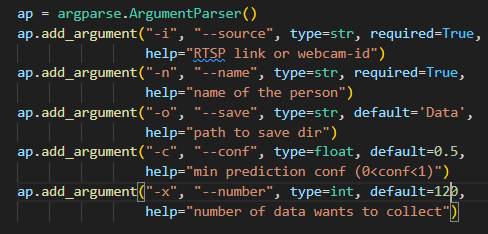 ap = argparse.ArgumentParser()
ap.add_argument("-i", "--source", type=str, required=True,
                help="RTSP link or webcam-id")
ap.add_argument("-n", "--name", type=str, required=True,
                help="name of the person")
ap.add_argument("-o", "--save", type=str, default='Data',
                help="path to save dir")
ap.add_argument("-c", "--conf", type=float, default=0.5,
                help="min prediction conf (0<conf<1)")
ap.add_argument("-x", "--number", type=int, default=120,
                help="number of data wants to collect")